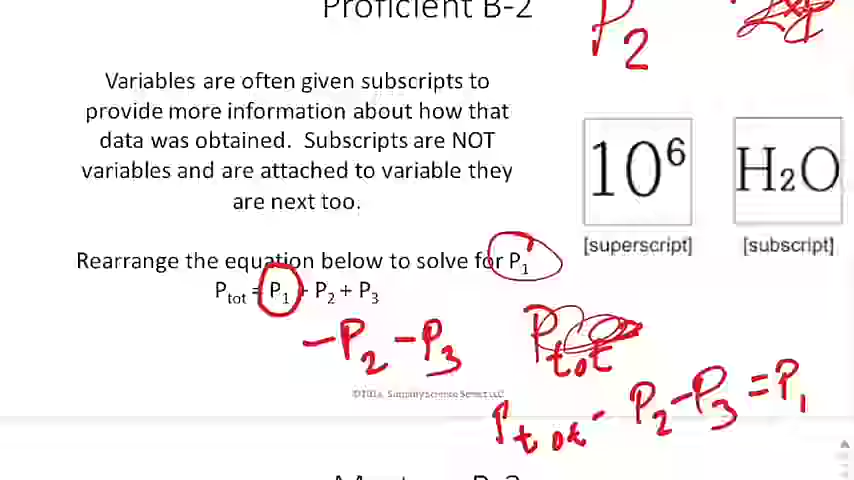 Proficient B-2
P2
Variables are often given subscripts to
provide more information about how that
data was obtained. Subscripts are NOT
variables and are attached to variable they
are next too.
10⁶
H₂O
[superscript]
[subscript]
Rearrange the equation below to solve for P₁
Pₜₒₜ = P₁ + P₂ + P₃
-P₂ -P₃
Pₜₒₜ
Pₜₒₜ - P₂ - P₃ = P₁